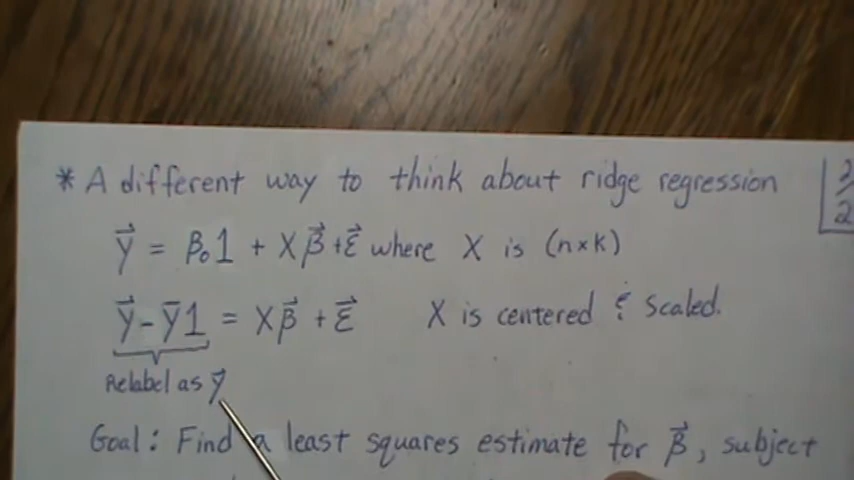 * A different way to think about ridge regression
y⃗ = β₀1 + Xβ⃗ + ε⃗ where X is (n×k)
y⃗ - ȳ1 = Xβ⃗ + ε⃗ X is centered & scaled.
Relabel as y⃗
Goal: Find a least squares estimate for β⃗, subject